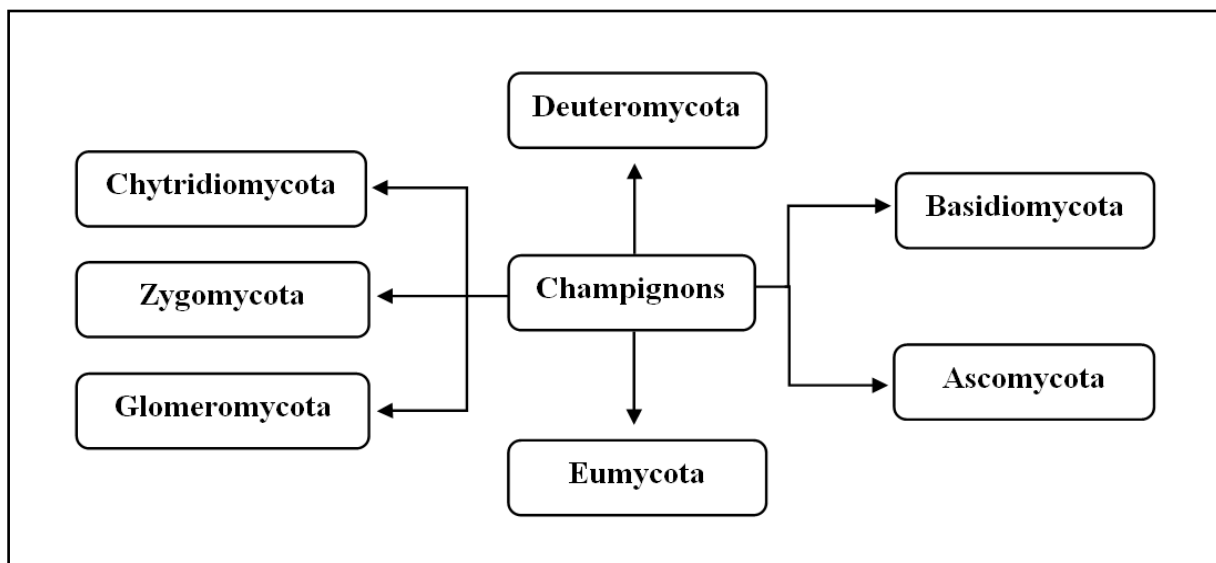 Deuteromycota
Chytridiomycota
Basidiomycota
Zygomycota
Champignons
Glomeromycota
Ascomycota
Eumycota